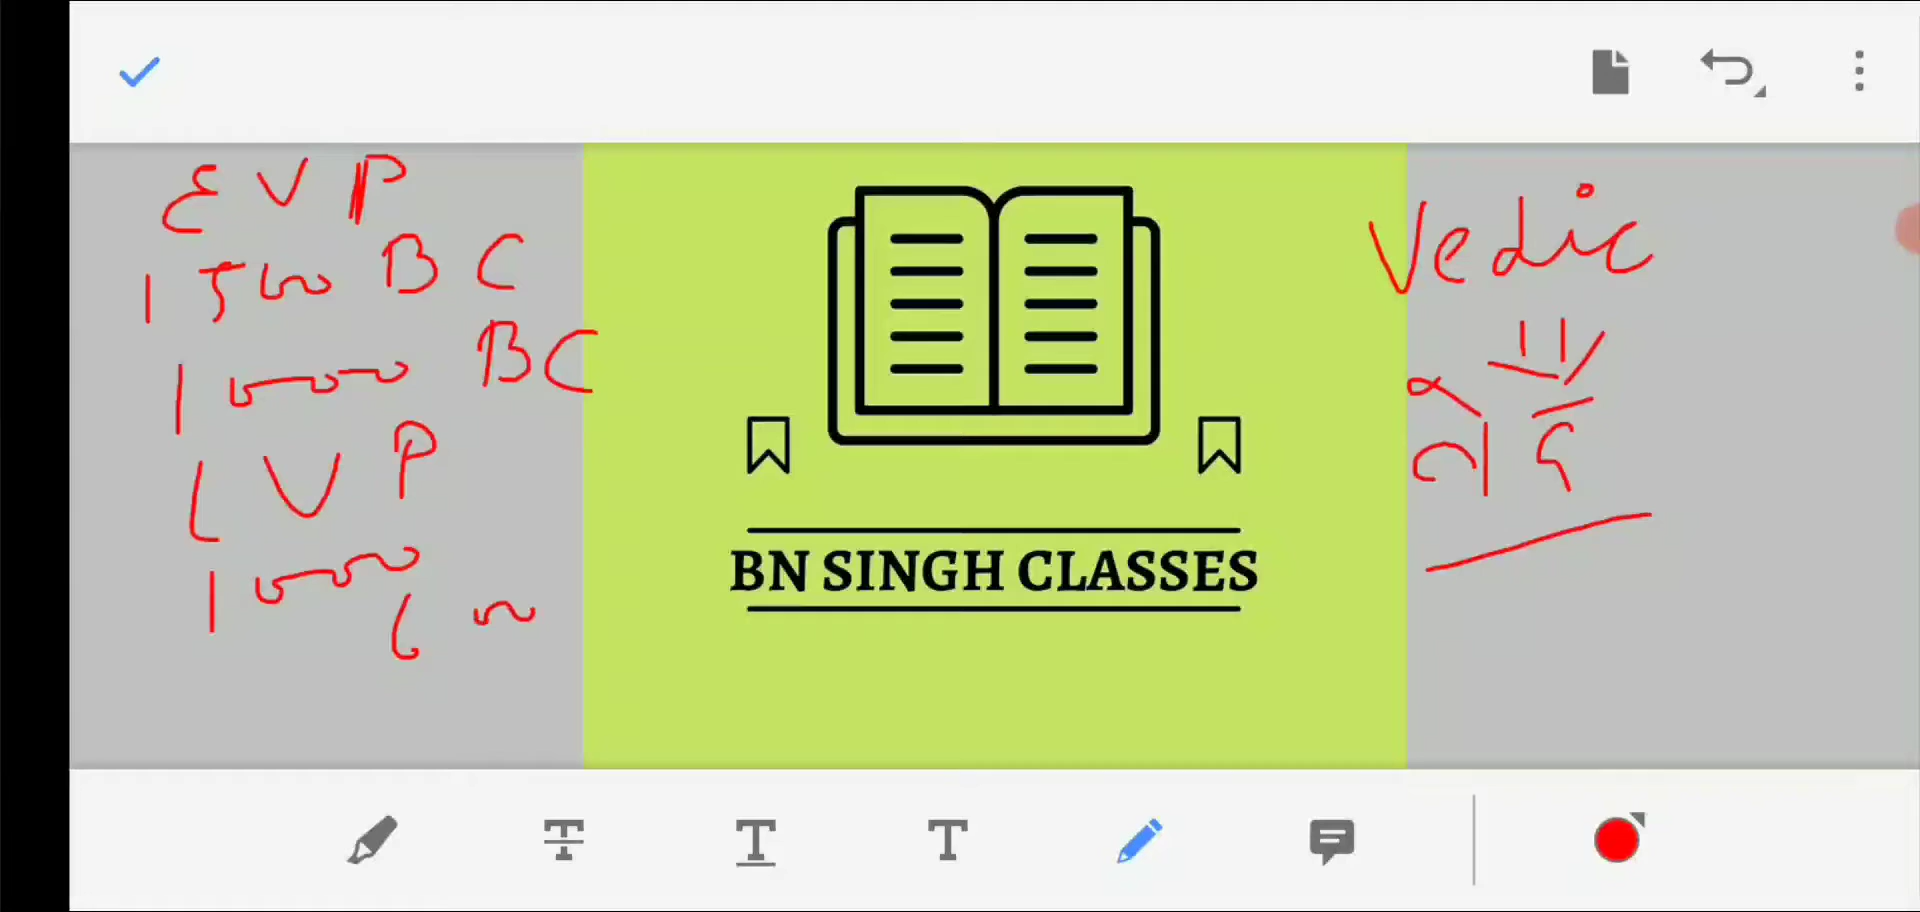 EVP
1500 BC
1000 BC
LVP
1000
600
BN SINGH CLASSES
Vedic
वेद